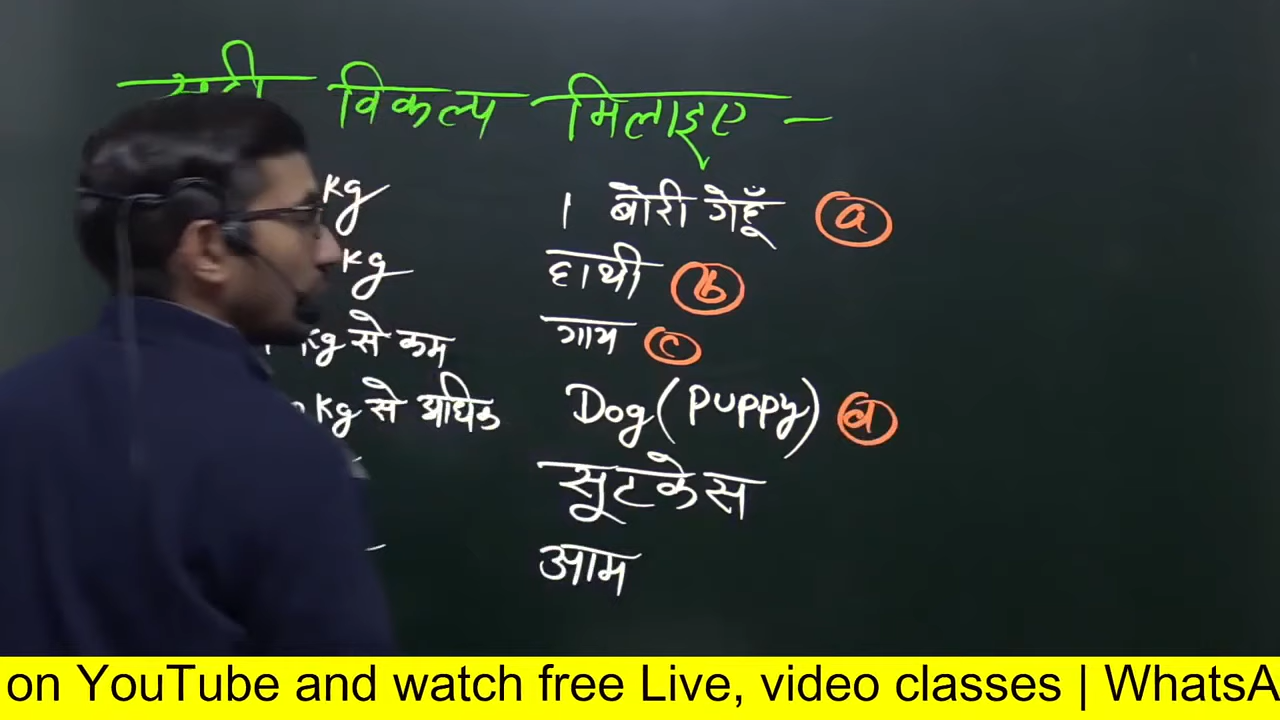 सही विकल्प मिलाइए –
kg 1 बोरी गेहूँ (a)
kg हाथी (b)
kg से कम गाय (c)
kg से अधिक Dog (puppy) (d)
सूटकेस
आम
on YouTube and watch free Live, video classes | WhatsA